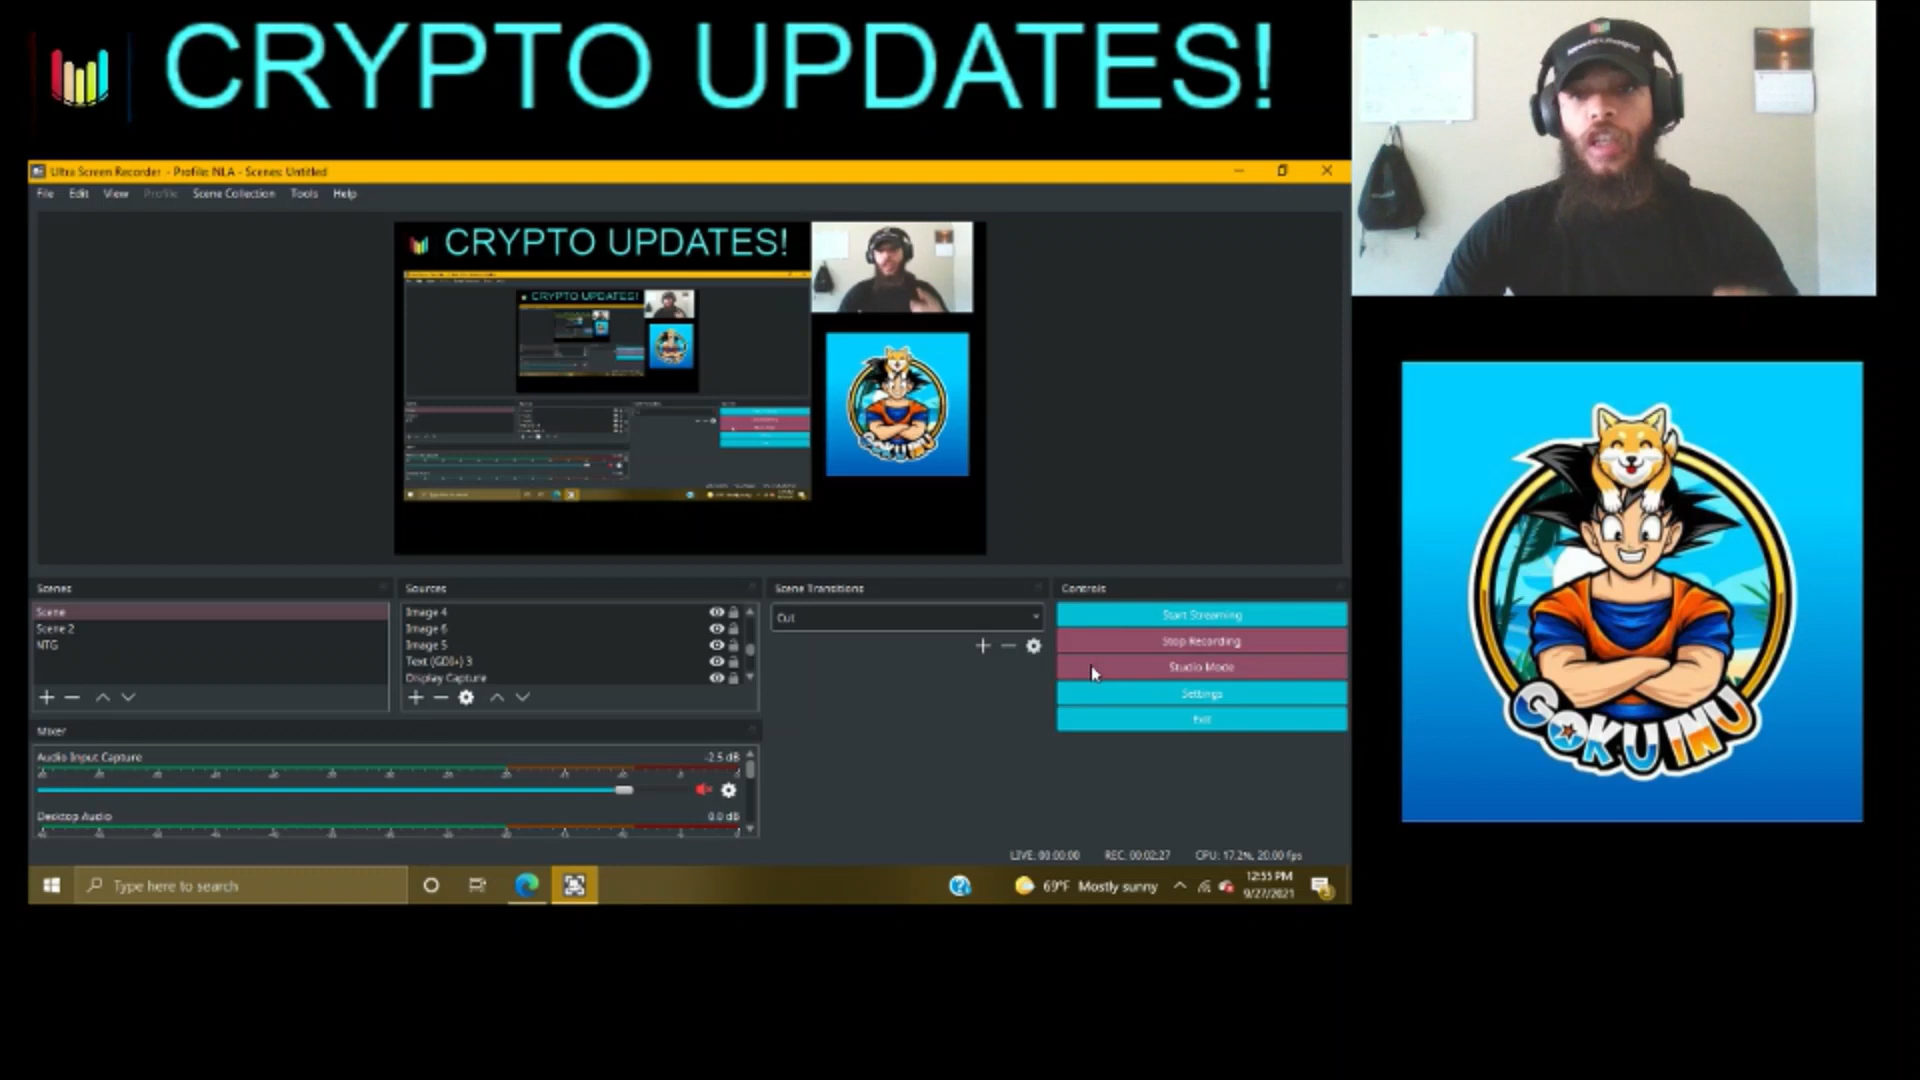 CRYPTO UPDATES!
Ultra Screen Recorder - Profile: NLA - Scenes: Untitled
File Edit View Profile Scene Collection Tools Help
CRYPTO UPDATES!
CRYPTO UPDATES!
GOKU INU
Scenes
Scene
Scene 2
NTG
Sources
Image 4
Image 6
Image 5
Text (GDI+) 3
Display Capture
Scene Transitions
Cut
Controls
Start Streaming
Stop Recording
Studio Mode
Settings
Exit
Mixer
Audio Input Capture -2.5 dB
Desktop Audio 0.0 dB
LIVE: 00:00:00 REC: 00:02:27 CPU: 17.2%, 20.00 fps
Type here to search
69°F Mostly sunny
12:55 PM
9/27/2021
GOKU INU